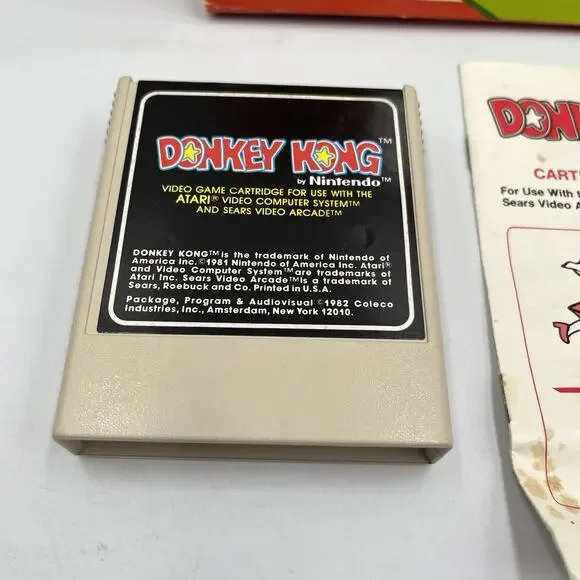 DONKEY KONG™
by Nintendo™
VIDEO GAME CARTRIDGE FOR USE WITH THE
ATARI® VIDEO COMPUTER SYSTEM™
AND SEARS VIDEO ARCADE™
DONKEY KONG™ is the trademark of Nintendo of
America Inc. ©1981 Nintendo of America Inc. Atari®
and Video Computer System™ are trademarks of
Atari Inc. Sears Video Arcade™ is a trademark of
Sears, Roebuck and Co. Printed in U.S.A.
Package, Program & Audiovisual ©1982 Coleco
Industries, Inc., Amsterdam, New York 12010.
DON
CART
For Use With
Sears Video